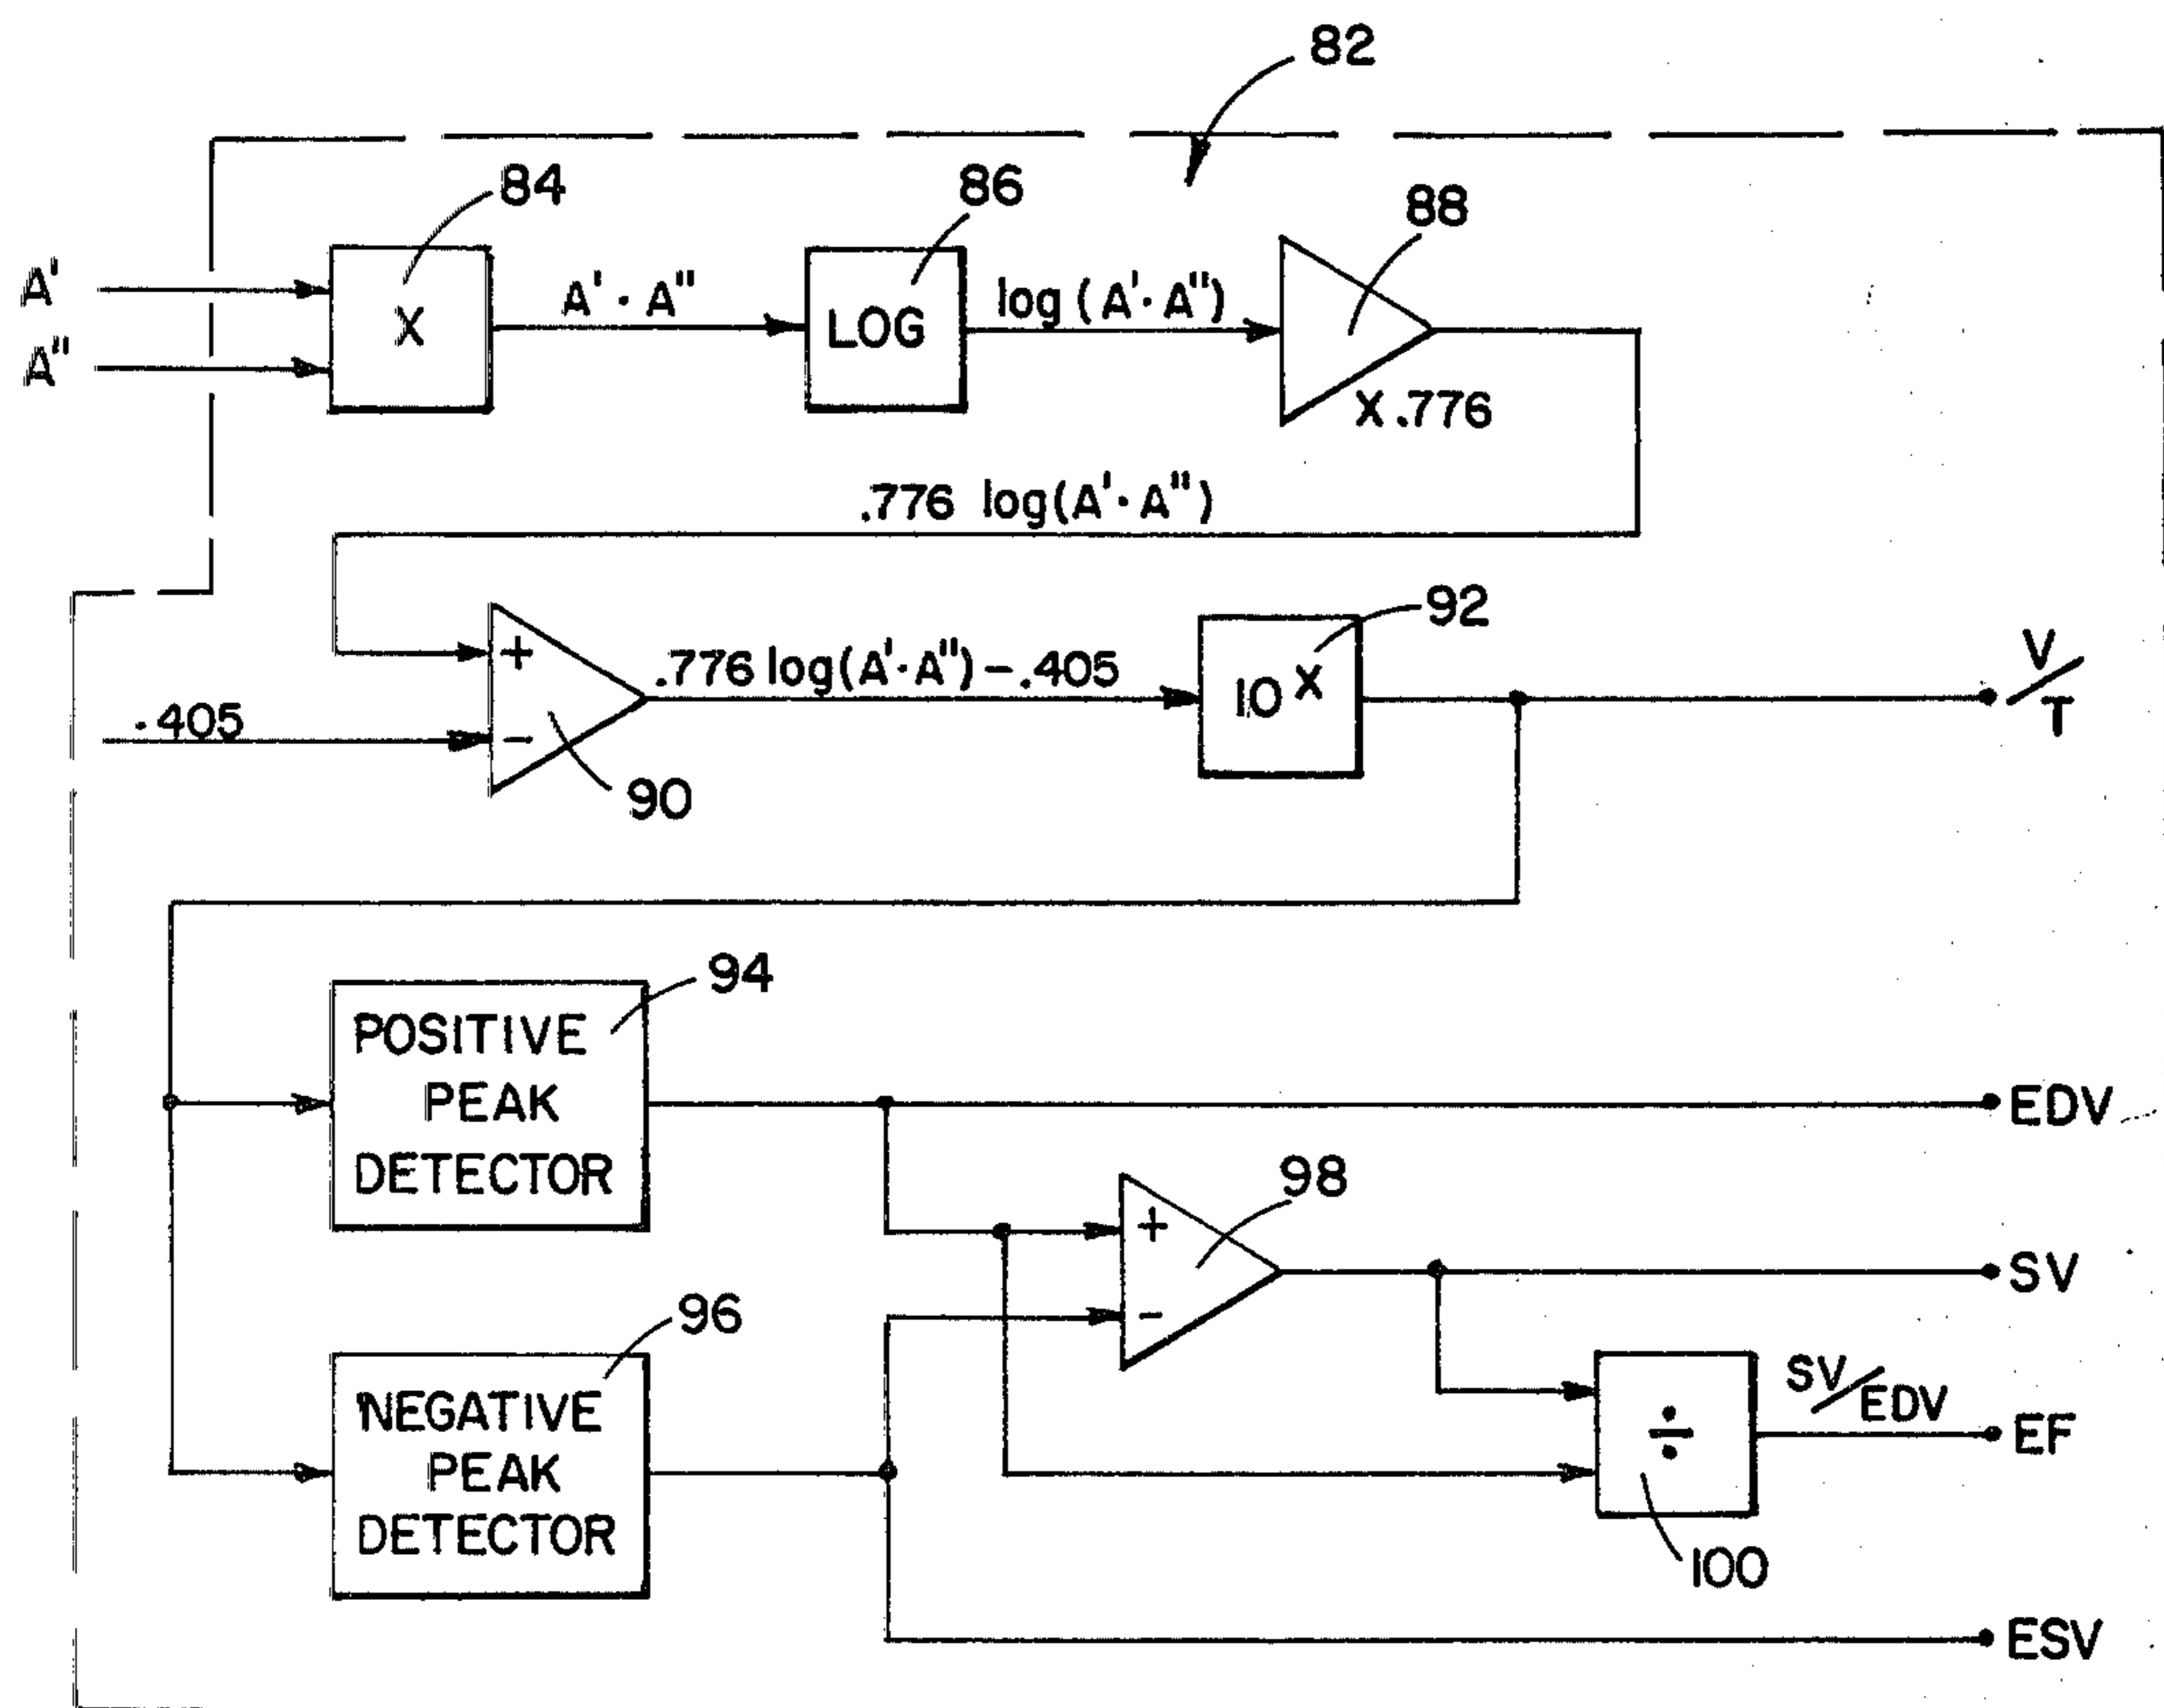 82
84
86
88
A'
A"
X
A' · A"
LOG
log (A' · A")
X .776
.776 log(A' · A")
92
+
.776 log(A' · A") - .405
10 X
V/T
.405
-
90
94
POSITIVE
PEAK
DETECTOR
EDV
98
+
SV
-
96
NEGATIVE
PEAK
DETECTOR
÷
SV/EDV
EF
100
ESV